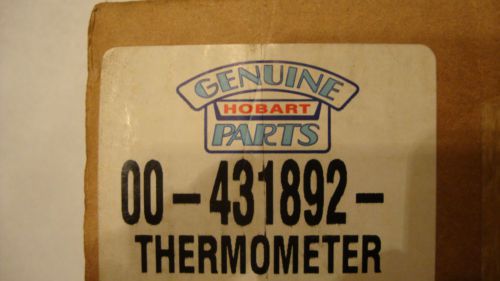 GENUINE
HOBART
PARTS
00-431892-
THERMOMETER